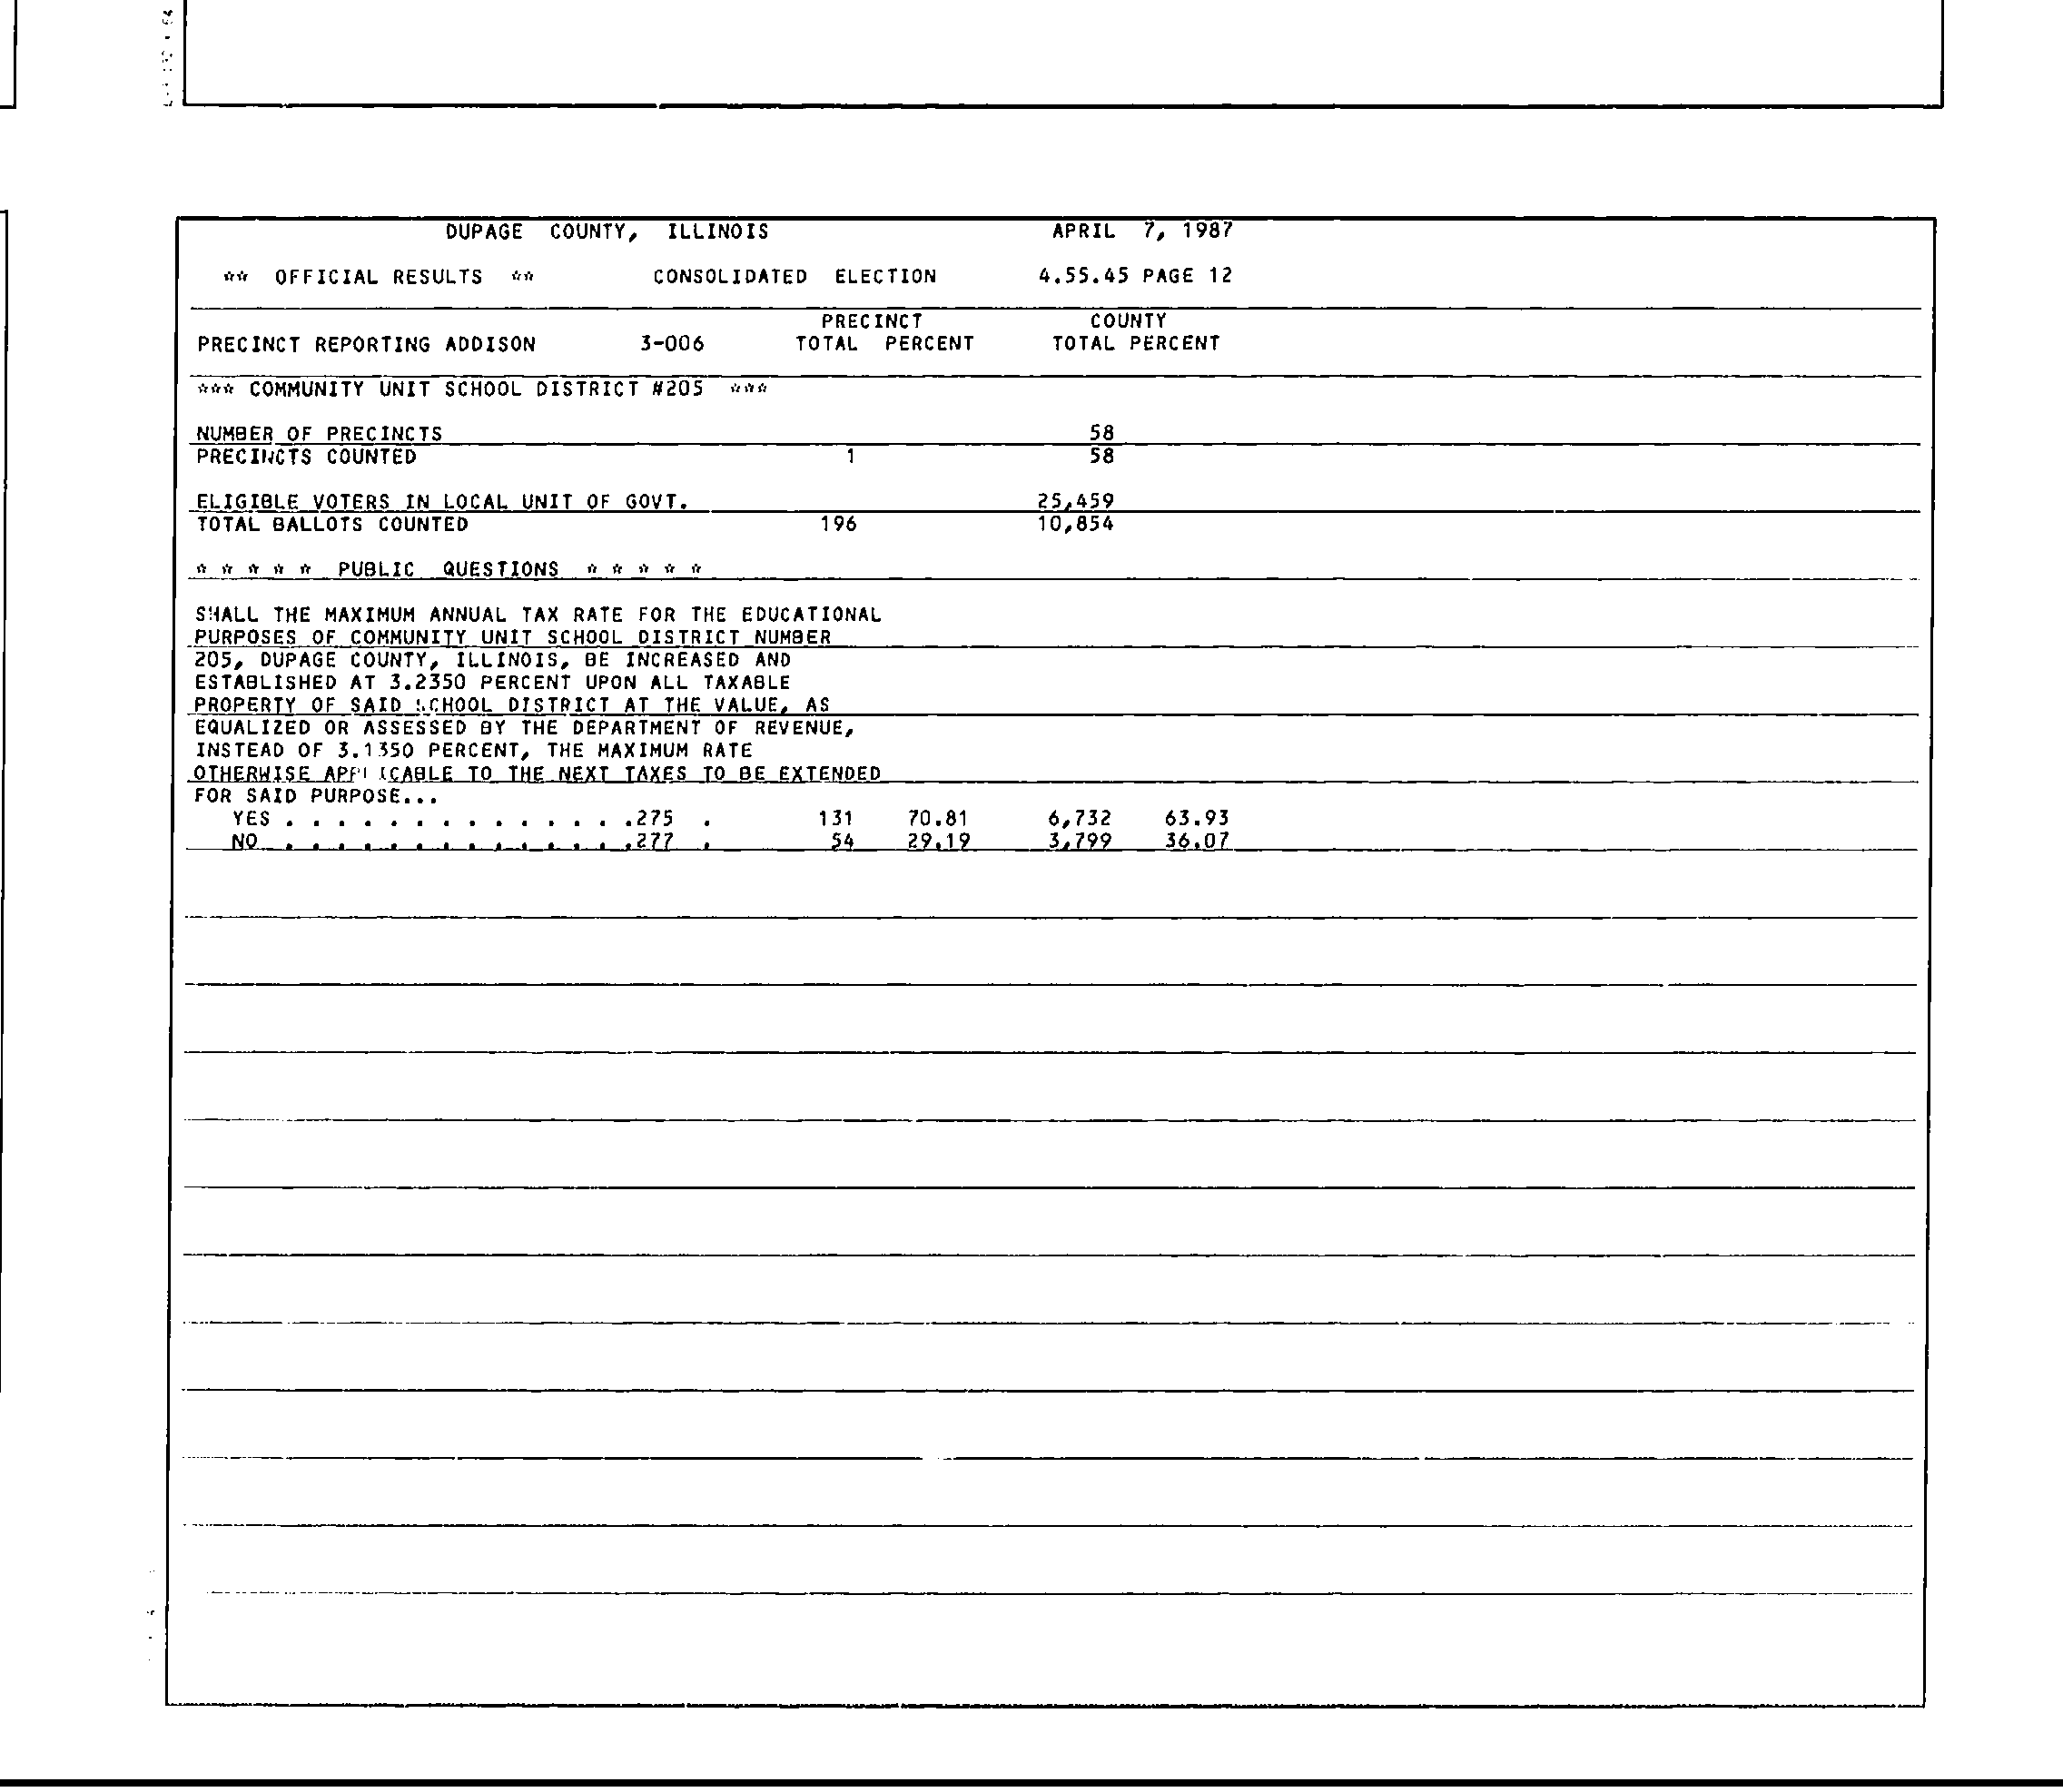 DUPAGE COUNTY, ILLINOIS APRIL 7, 1987
** OFFICIAL RESULTS ** CONSOLIDATED ELECTION 4.55.45 PAGE 12
PRECINCT COUNTY
PRECINCT REPORTING ADDISON 3-006 TOTAL PERCENT TOTAL PERCENT
*** COMMUNITY UNIT SCHOOL DISTRICT #205 ***
NUMBER OF PRECINCTS 58
PRECINCTS COUNTED 1 58
ELIGIBLE VOTERS IN LOCAL UNIT OF GOVT. 25,459
TOTAL BALLOTS COUNTED 196 10,854
* * * * * PUBLIC QUESTIONS * * * * *
SHALL THE MAXIMUM ANNUAL TAX RATE FOR THE EDUCATIONAL
PURPOSES OF COMMUNITY UNIT SCHOOL DISTRICT NUMBER
205, DUPAGE COUNTY, ILLINOIS, BE INCREASED AND
ESTABLISHED AT 3.2350 PERCENT UPON ALL TAXABLE
PROPERTY OF SAID SCHOOL DISTRICT AT THE VALUE, AS
EQUALIZED OR ASSESSED BY THE DEPARTMENT OF REVENUE,
INSTEAD OF 3.1350 PERCENT, THE MAXIMUM RATE
OTHERWISE APPLICABLE TO THE NEXT TAXES TO BE EXTENDED
FOR SAID PURPOSE...
YES . . . . . . . . . . . . . .275 . 131 70.81 6,732 63.93
NO . . . . . . . . . . . . . .277 . 54 29.19 3,799 36.07